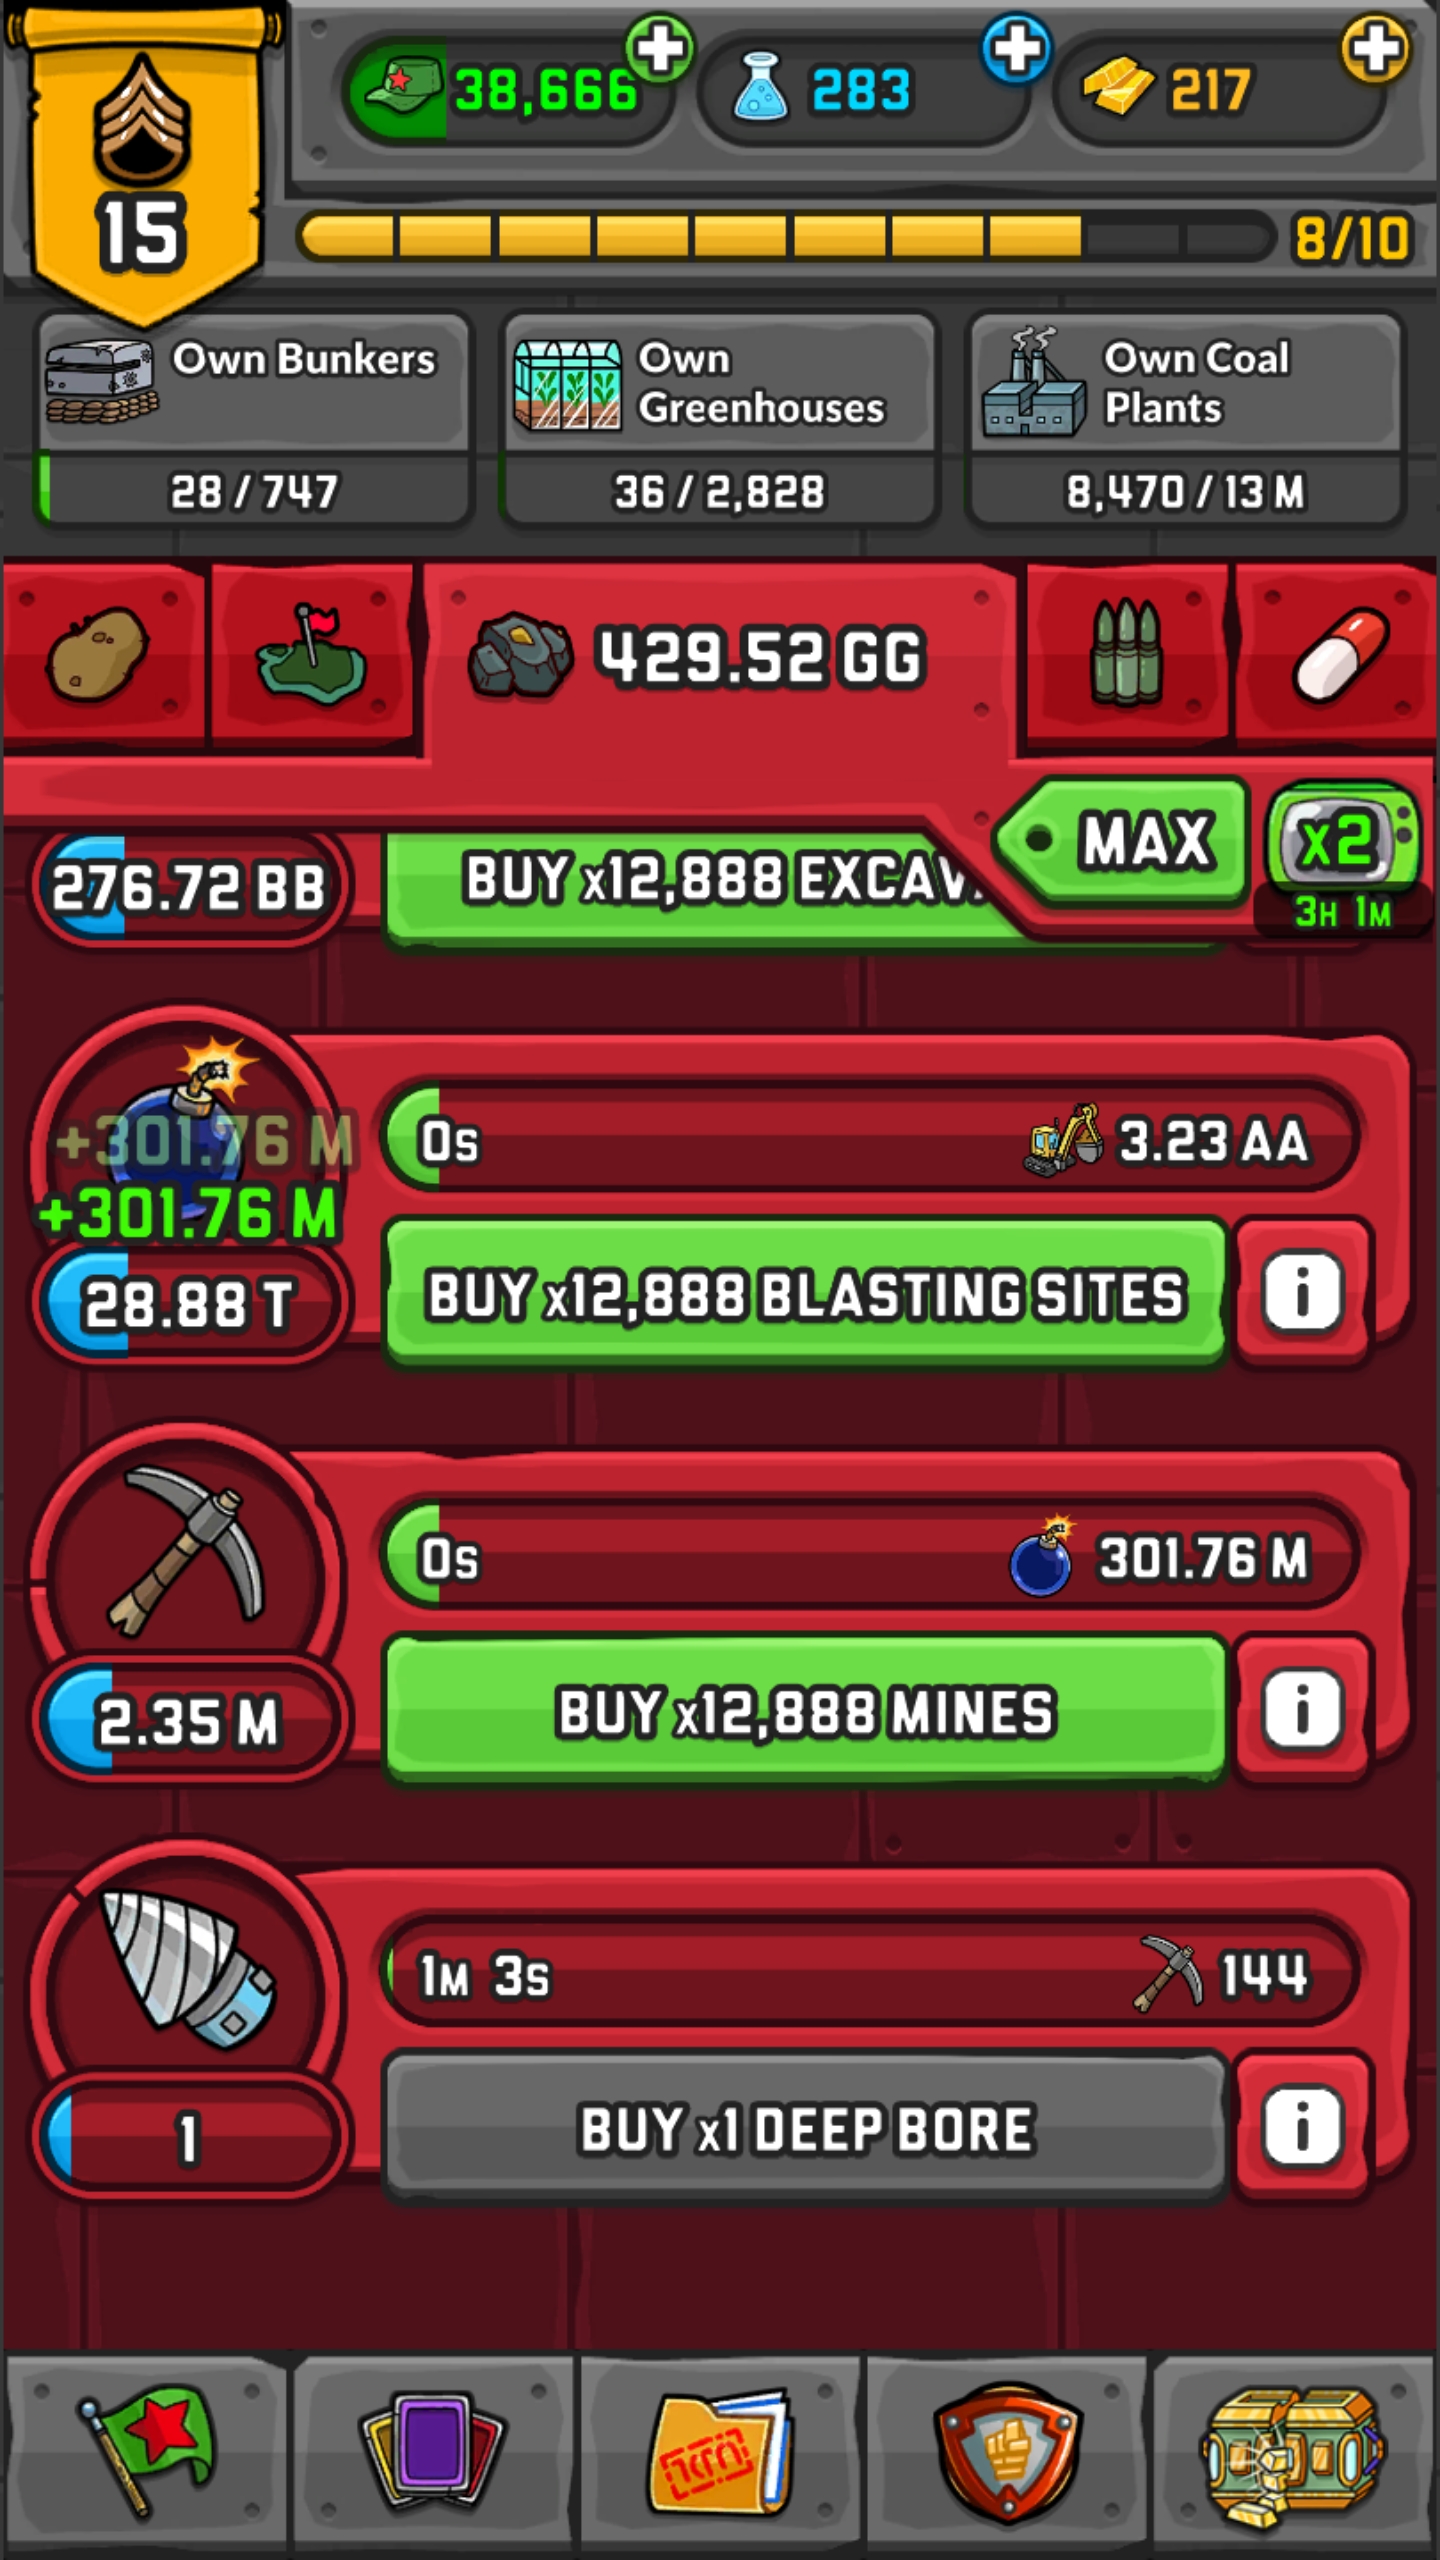 38,666
283
217
15
8/10
Own Bunkers
28 / 747
Own
Greenhouses
36 / 2,828
Own Coal
Plants
8,470 / 13 M
429.52 GG
MAX
x2
3H 1M
276.72 BB
BUY x12,888 EXCAV
+301.76 M
+301.76 M
0s
3.23 AA
28.88 T
BUY x12,888 BLASTING SITES
i
0s
301.76 M
2.35 M
BUY x12,888 MINES
i
1M 3s
144
1
BUY x1 DEEP BORE
i